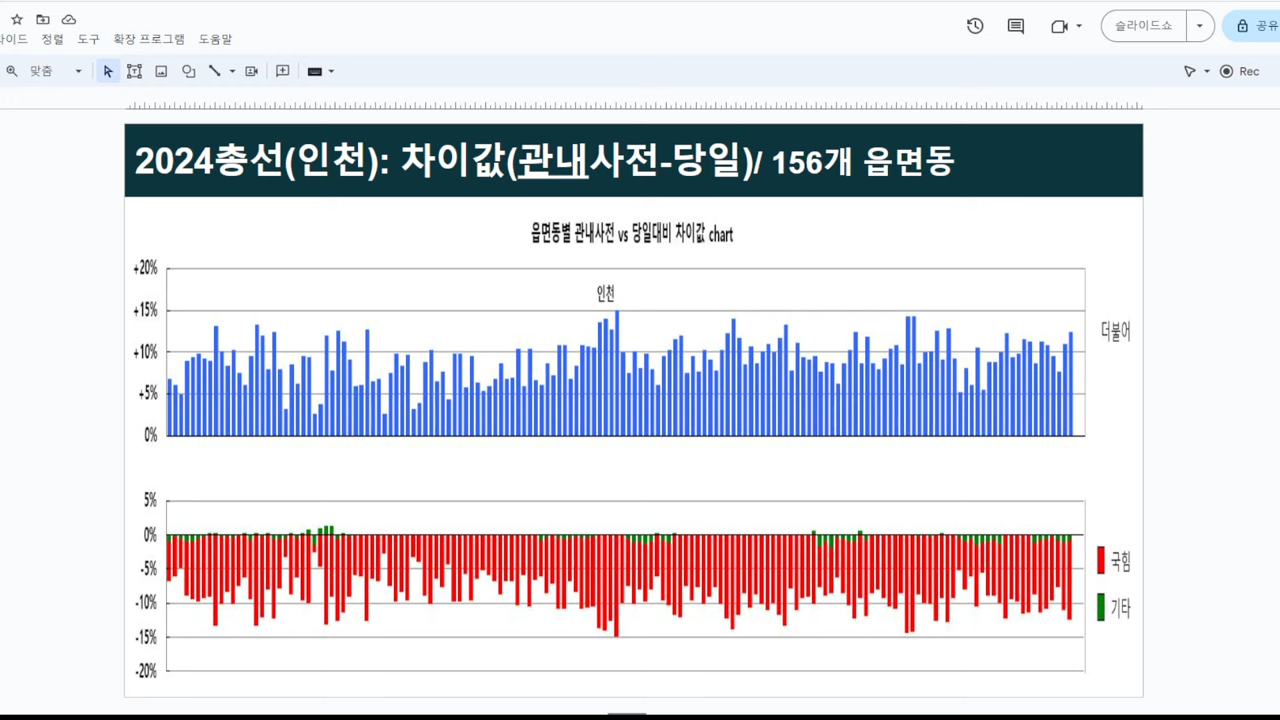 라이드 정렬 도구 확장 프로그램 도움말
슬라이드쇼
공유
맞춤
Rec
2024총선(인천): 차이값(관내사전-당일)/ 156개 읍면동
읍면동별 관내사전 vs 당일대비 차이값 chart
+20%
인천
+15%
더불어
+10%
+5%
0%
5%
0%
-5%
국힘
-10%
기타
-15%
-20%